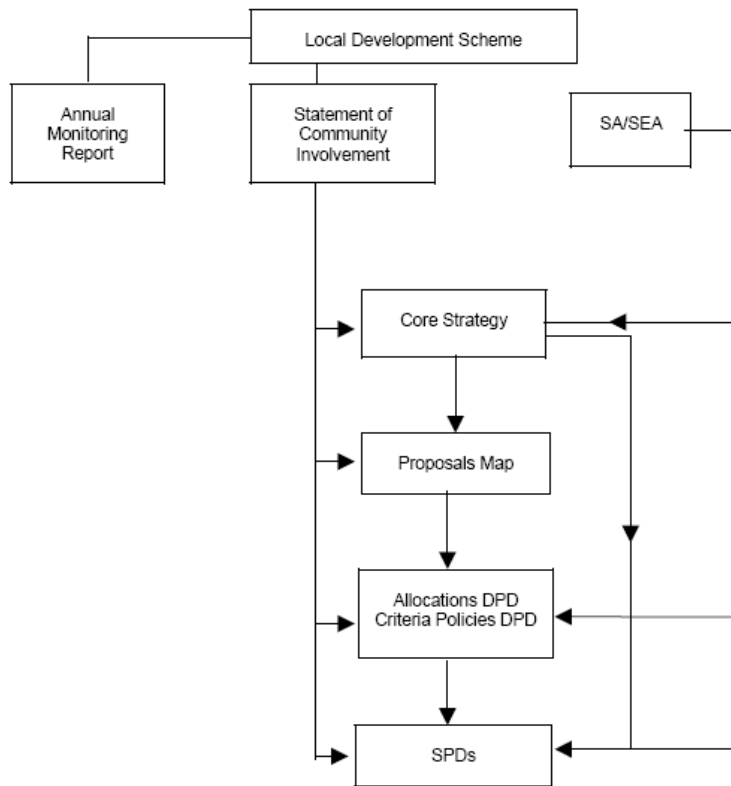 Local Development Scheme
Annual
Monitoring
Report
Statement of
Community
Involvement
SA/SEA
Core Strategy
Proposals Map
Allocations DPD
Criteria Policies DPD
SPDs